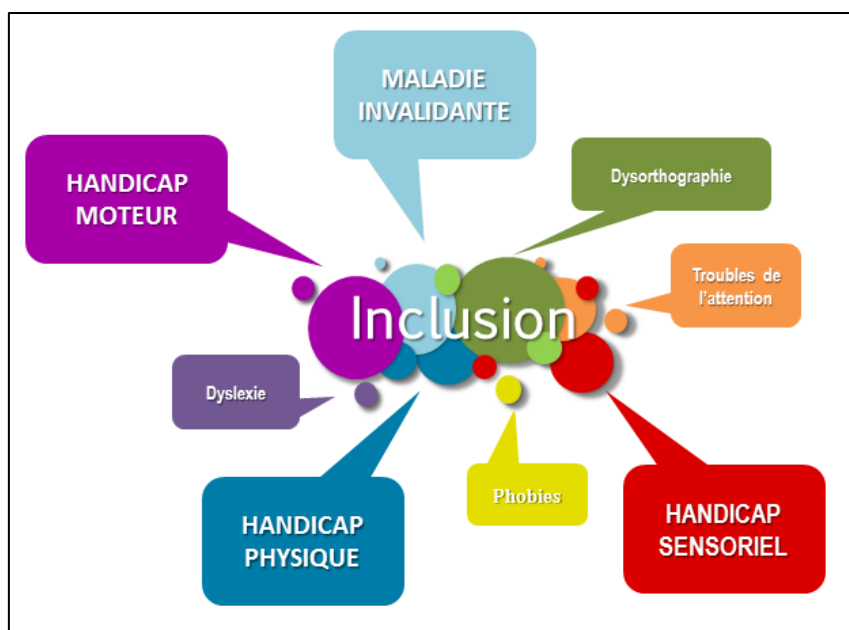 MALADIE
INVALIDANTE
HANDICAP
MOTEUR
Dysorthographie
Troubles de
l'attention
Inclusion
Dyslexie
Phobies
HANDICAP
PHYSIQUE
HANDICAP
SENSORIEL